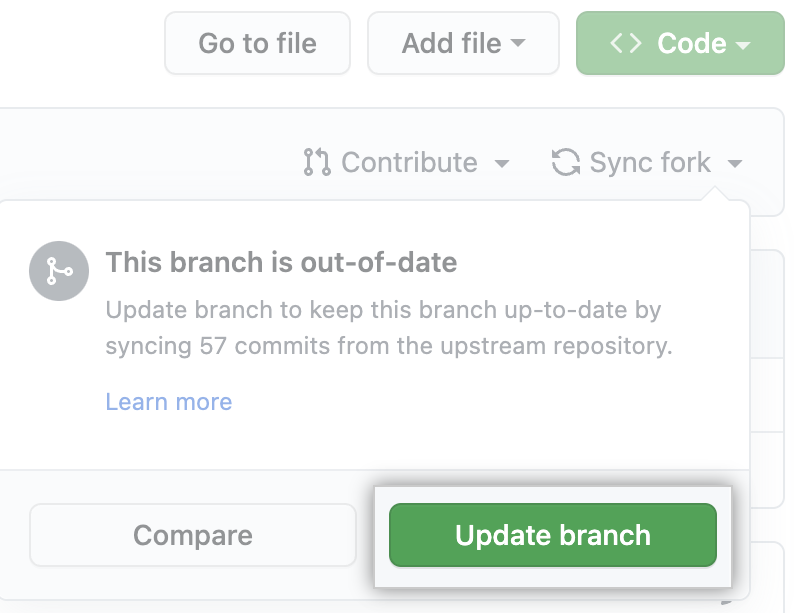 Go to file Add file Code
Contribute Sync fork
This branch is out-of-date
Update branch to keep this branch up-to-date by
syncing 57 commits from the upstream repository.
Learn more
Compare Update branch